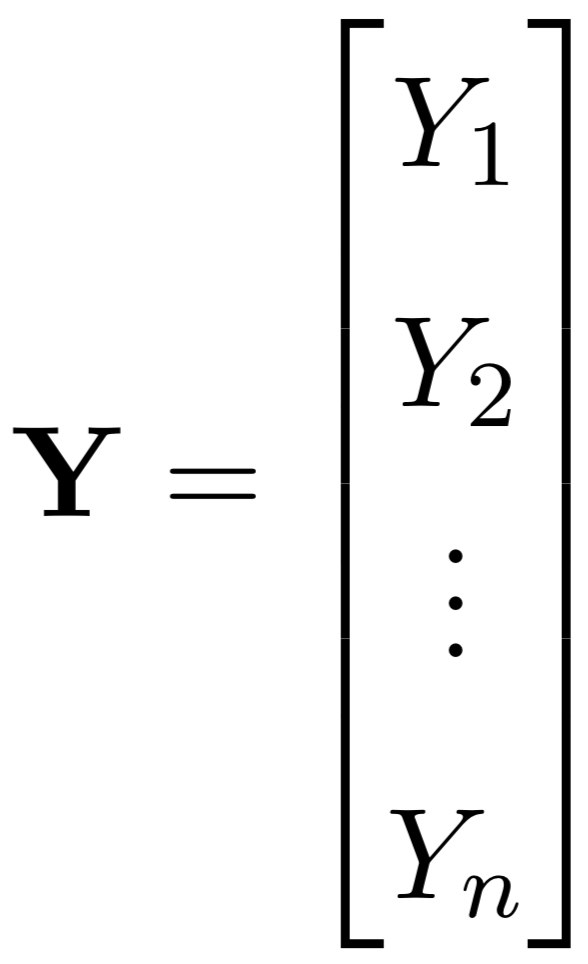 Y₁
Y₂
Y =
⋮
Yₙ